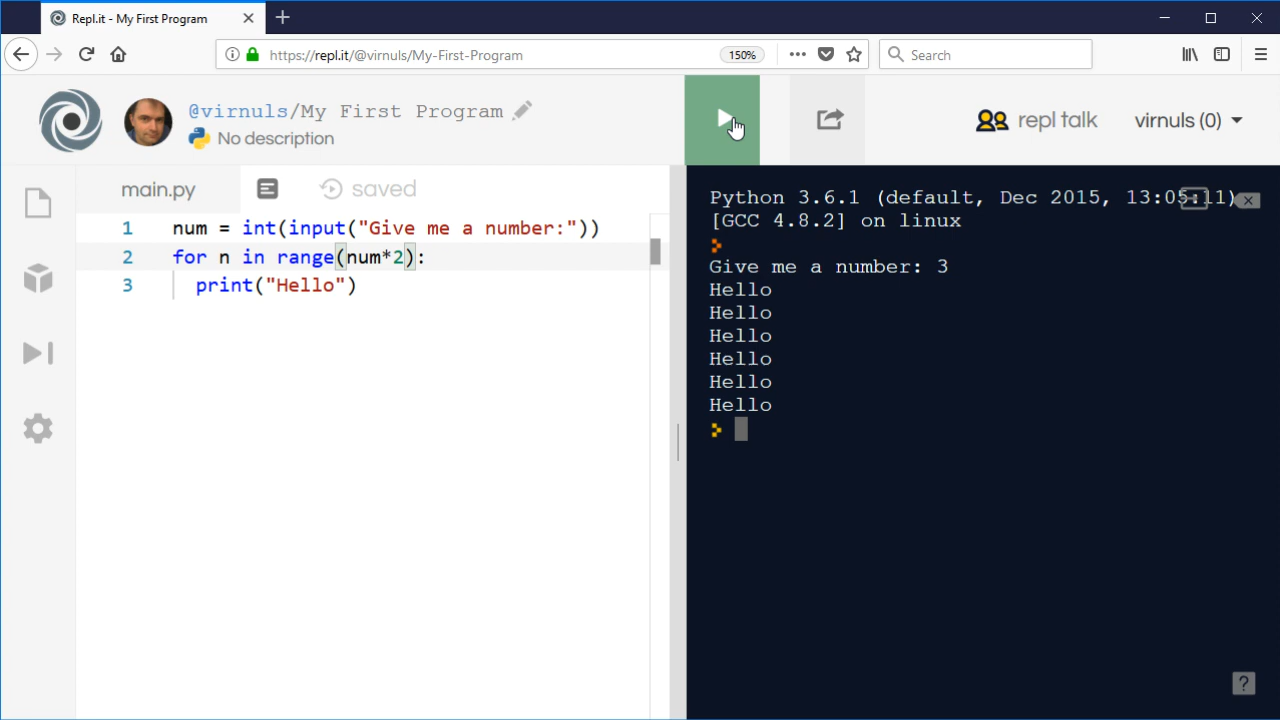 Repl.it - My First Program
https://repl.it/@virnuls/My-First-Program
150%
Search
@virnuls/My First Program
No description
repl talk
virnuls (0)
main.py
saved
1 num = int(input("Give me a number:"))
2 for n in range(num*2):
3 print("Hello")
Python 3.6.1 (default, Dec 2015, 13:05:11)
[GCC 4.8.2] on linux
Give me a number: 3
Hello
Hello
Hello
Hello
Hello
Hello
?